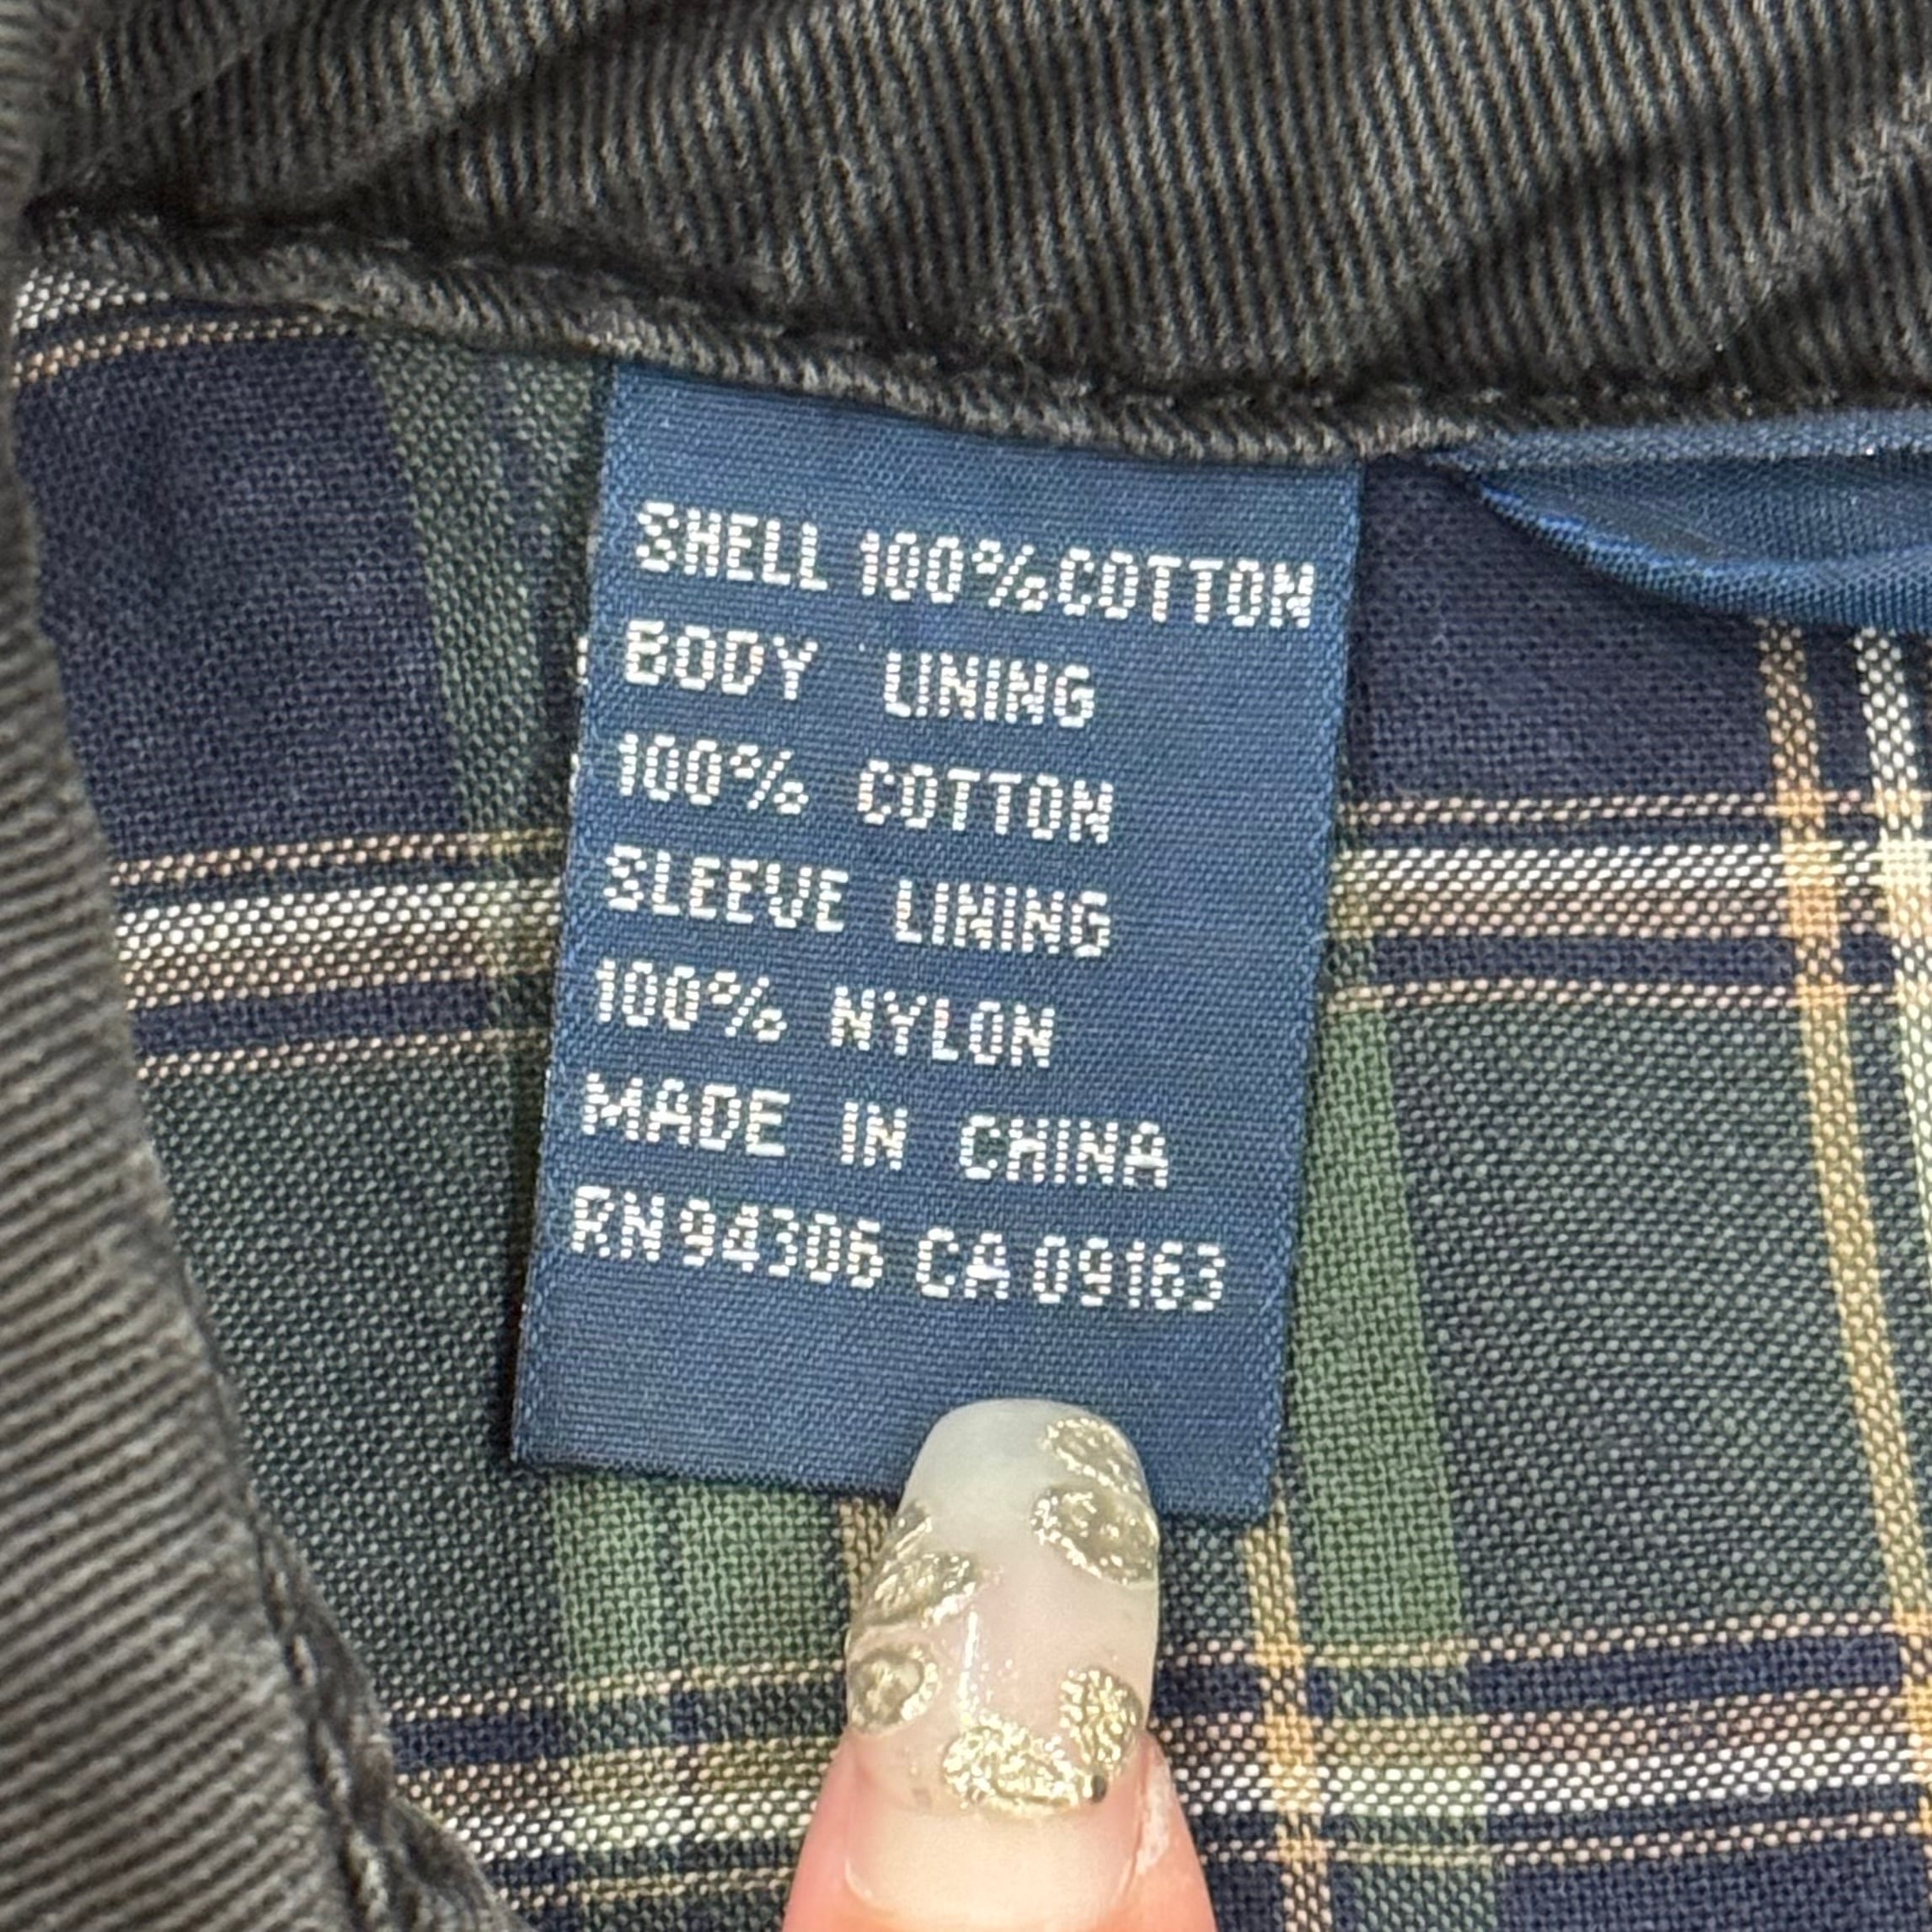 SHELL 100% COTTON
BODY LINING
100% COTTON
SLEEVE LINING
100% NYLON
MADE IN CHINA
RN 94306 CA 09163